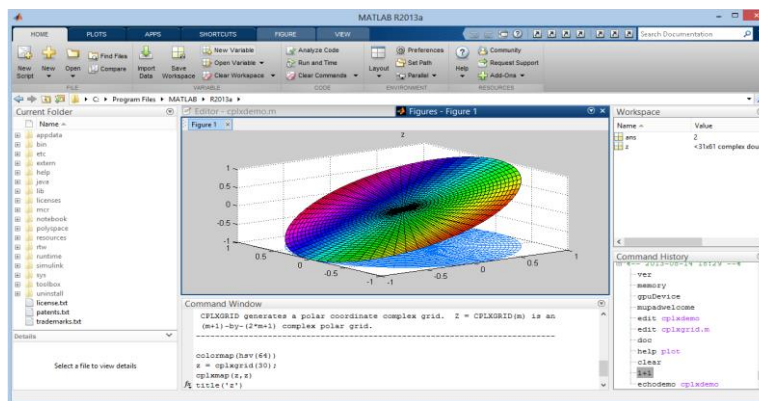 MATLAB R2013a
HOME PLOTS APPS SHORTCUTS FIGURE VIEW
Search Documentation
New Script
New
Open
Find Files
Compare
Import Data
Save Workspace
New Variable
Open Variable
Clear Workspace
Analyze Code
Run and Time
Clear Commands
Layout
Preferences
Set Path
Parallel
Help
Community
Request Support
Add-Ons
FILE VARIABLE CODE ENVIRONMENT RESOURCES
C: Program Files MATLAB R2013a
Current Folder
Name
appdata
bin
etc
extern
help
java
lib
licenses
mcr
notebook
polyspace
resources
rtw
runtime
simulink
sys
toolbox
uninstall
license.txt
patents.txt
trademarks.txt
Details
Select a file to view details
Editor - cplxdemo.m
Figures - Figure 1
Figure 1
z
1
0.5
0
-0.5
-1
1
0.5
0
-0.5
-1
-1
-0.5
0
0.5
1
Command Window
CPLXGRID generates a polar coordinate complex grid. Z = CPLXGRID(m) is an
(m+1)-by-(2*m+1) complex polar grid.
colormap(hsv(64))
z = cplxgrid(30);
cplxmap(z,z)
fx title('z')
Workspace
Name Value
ans 2
z <31x61 complex dou
Command History
ver
memory
gpuDevice
mupadwelcome
edit cplxdemo
edit cplxgrid.m
doc
help plot
clear
1+1
echodemo cplxdemo